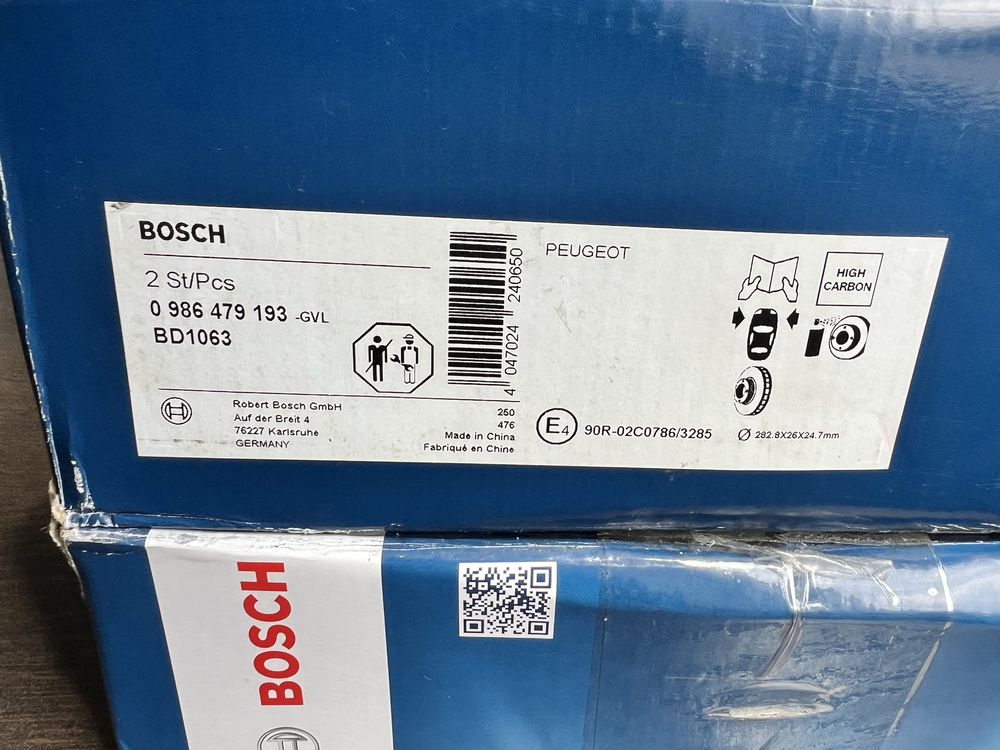 BOSCH
2 St/Pcs
0 986 479 193 -GVL
BD1063
4 047024 240650
PEUGEOT
HIGH
CARBON
Robert Bosch GmbH
Auf der Breit 4
76227 Karlsruhe
GERMANY
250
476
Made in China
Fabriqué en Chine
E4
90R-02C0786/3285
Ø 282.8X26X24.7mm
BOSCH